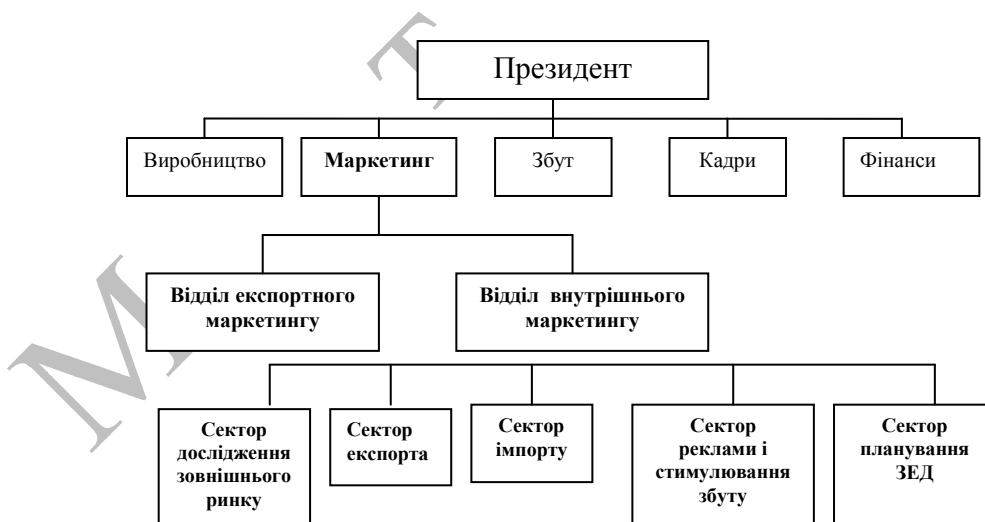 Президент
Виробництво
Маркетинг
Збут
Кадри
Фінанси
Відділ експортного
маркетингу
Відділ внутрішнього
маркетингу
Сектор
дослідження
зовнішнього
ринку
Сектор
експорта
Сектор
імпорту
Сектор
реклами і
стимулювання
збуту
Сектор
планування
ЗЕД
М
Т